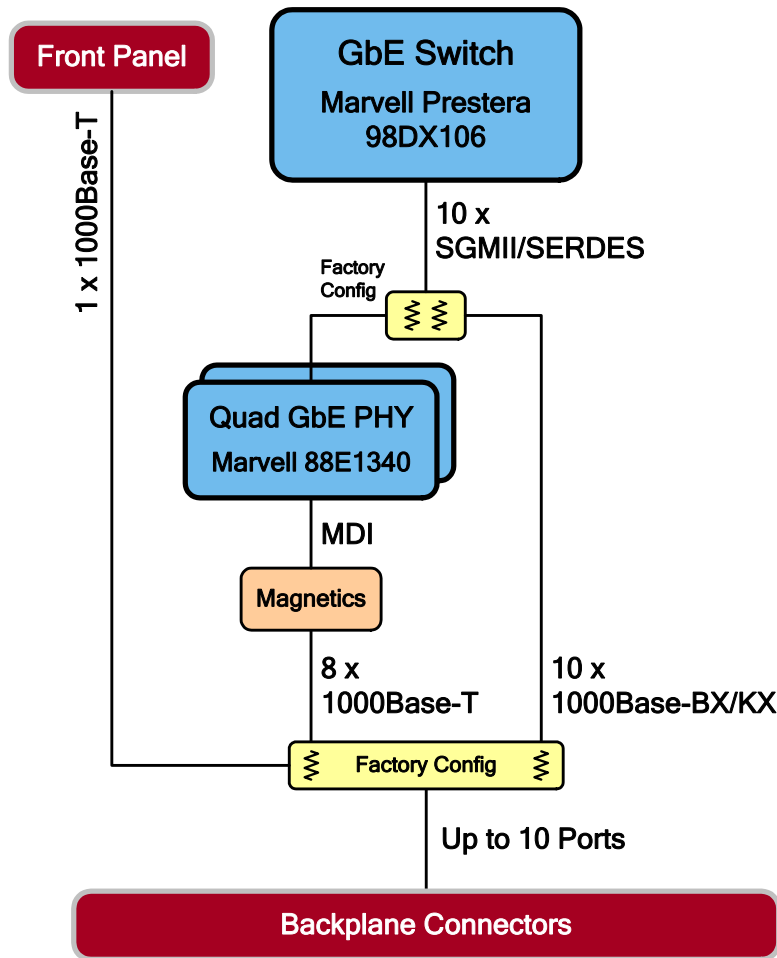 Front Panel
GbE Switch
Marvell Prestera
98DX106
1 x 1000Base-T
10 x
SGMII/SERDES
Factory
Config
Quad GbE PHY
Marvell 88E1340
MDI
Magnetics
8 x
1000Base-T
10 x
1000Base-BX/KX
Factory Config
Up to 10 Ports
Backplane Connectors